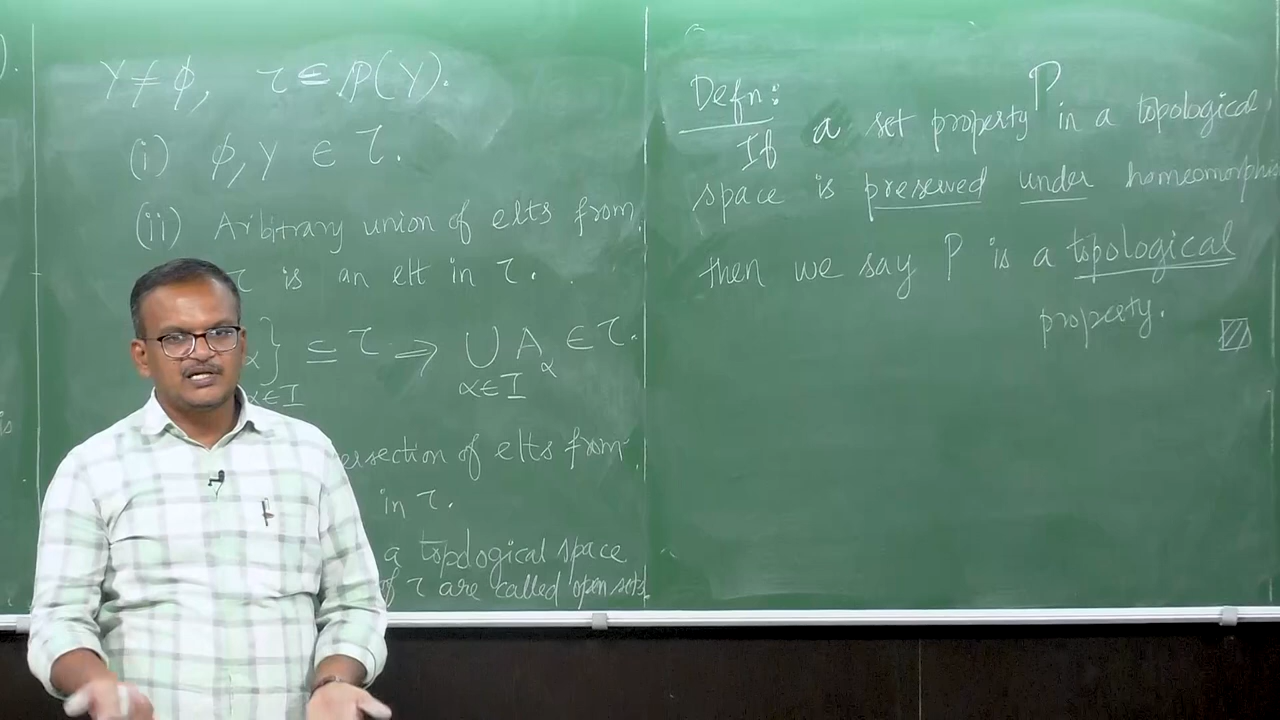 ).
is
Y ≠ ϕ, τ ⊆ P(Y).
(i) ϕ, Y ∈ τ.
(ii) Arbitrary union of elts from
τ is an elt in τ.
α}α∈I ⊆ τ ⇒ ⋃α∈I Aα ∈ τ.
ersection of elts from
in τ.
a topological space
of τ are called open sets.
Defn:
If a set property P in a topological
space is preserved under homeomorphis
then we say P is a topological
property.